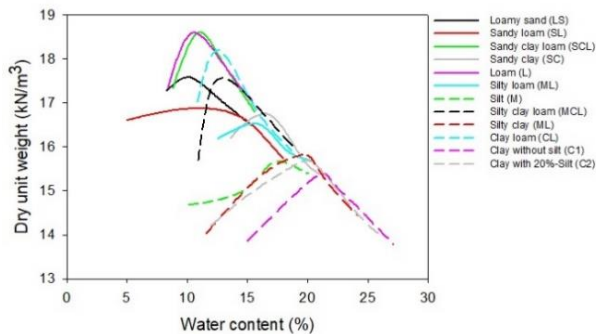 19
18
17
16
15
14
13
Dry unit weight (kN/m³)
0
5
10
15
20
25
30
Water content (%)
Loamy sand (LS)
Sandy loam (SL)
Sandy clay loam (SCL)
Sandy clay (SC)
Loam (L)
Silty loam (ML)
Silt (M)
Silty clay loam (MCL)
Silty clay (ML)
Clay loam (CL)
Clay without silt (C1)
Clay with 20%-Silt (C2)